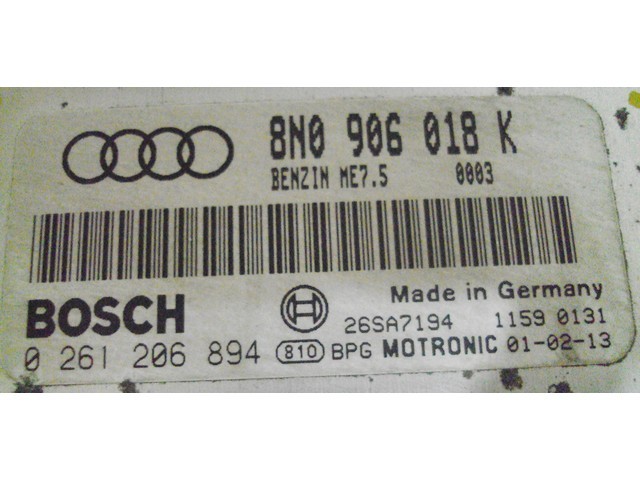 8N0 906 018 K
BENZIN ME7.5 0003
BOSCH Made in Germany
26SA7194 1159 0131
0 261 206 894 810 BPG MOTRONIC 01-02-13